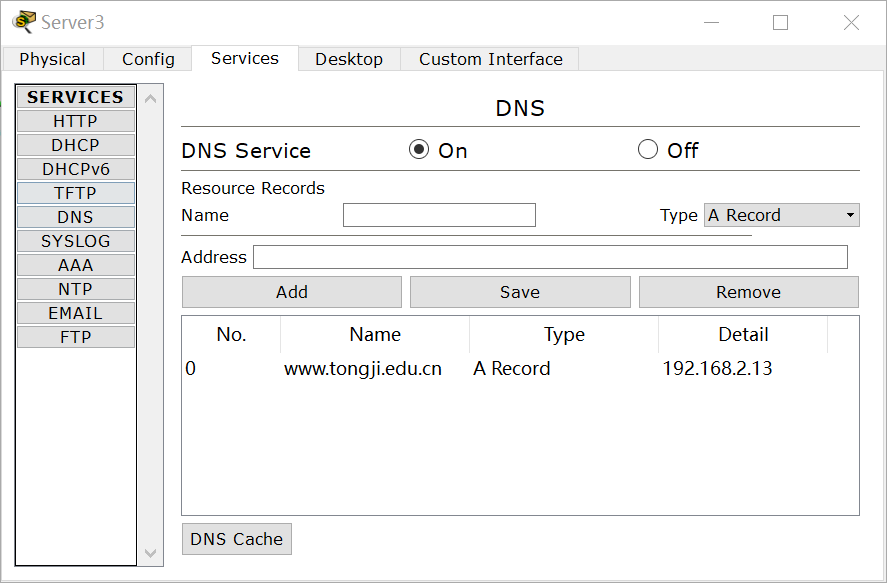 Server3
Physical Config Services Desktop Custom Interface
SERVICES
HTTP
DHCP
DHCPv6
TFTP
DNS
SYSLOG
AAA
NTP
EMAIL
FTP
DNS
DNS Service On Off
Resource Records
Name Type A Record
Address
Add Save Remove
No. Name Type Detail
0 www.tongji.edu.cn A Record 192.168.2.13
DNS Cache